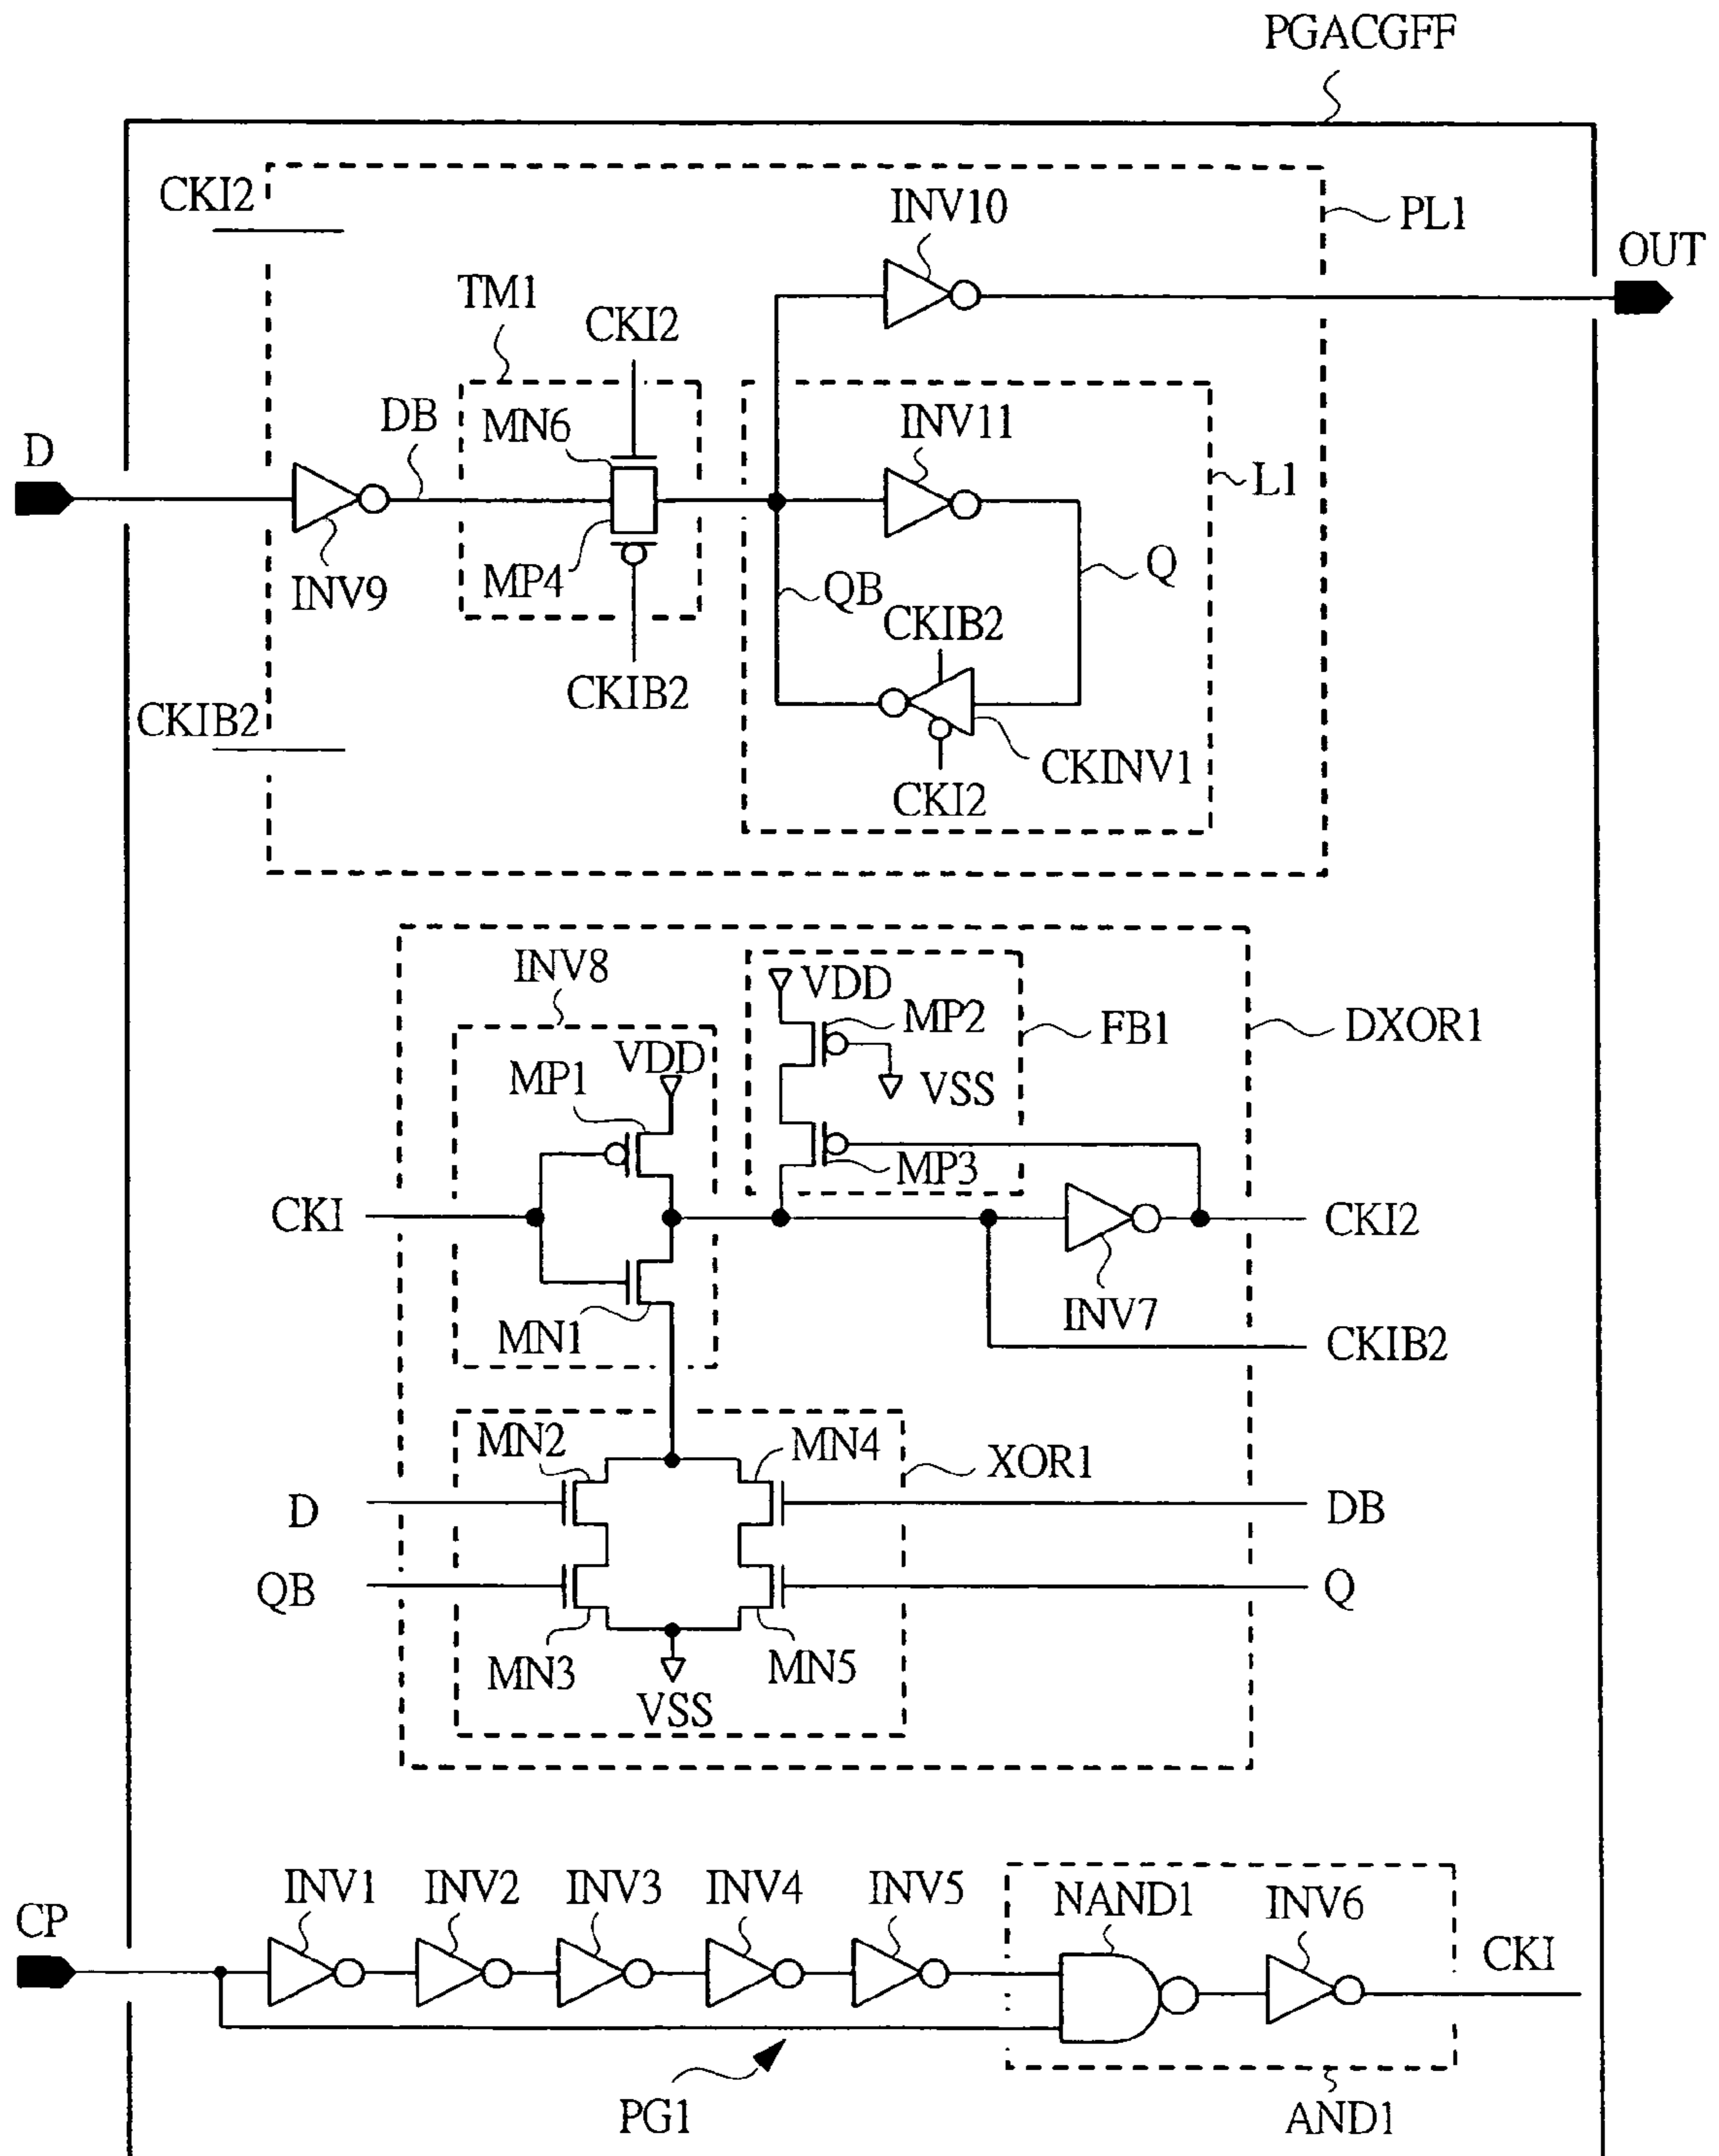 PGACGFF
CKI2
INV10
PL1
OUT
TM1
CKI2
D
DB
MN6
INV11
L1
INV9
MP4
QB
Q
CKIB2
CKIB2
CKIB2
CKINV1
CKI2
INV8
VDD
MP2
FB1
DXOR1
VDD
MP1
VSS
MP3
CKI
CKI2
INV7
MN1
CKIB2
MN2
MN4
XOR1
D
DB
QB
Q
MN3
MN5
VSS
INV1
INV2
INV3
INV4
INV5
NAND1
INV6
CP
CKI
PG1
AND1